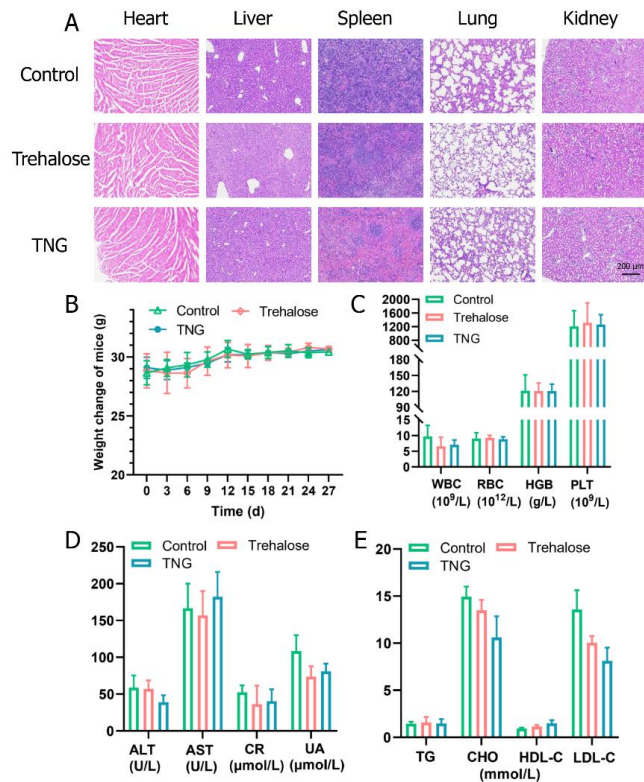 A
Heart Liver Spleen Lung Kidney
Control
Trehalose
TNG
200 μm
B
Control Trehalose
TNG
Weight change of mice (g)
40
30
20
0 3 6 9 12 15 18 21 24 27
Time (d)
C
Control
Trehalose
TNG
2000
1600
1200
800
180
150
120
90
15
10
5
0
WBC RBC HGB PLT
(10⁹/L) (10¹²/L) (g/L) (10⁹/L)
D
Control Trehalose
TNG
250
200
150
100
50
0
ALT AST CR UA
(U/L) (U/L) (μmol/L) (μmol/L)
E
Control Trehalose
TNG
20
15
10
5
0
TG CHO HDL-C LDL-C
(mmol/L)